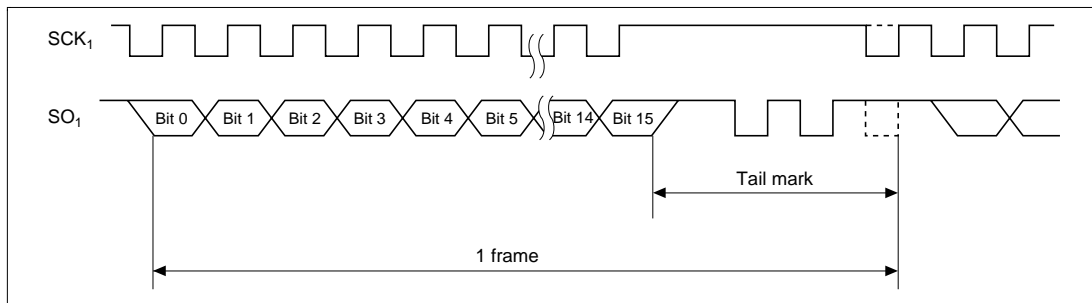 SCK₁
SO₁
Bit 0 Bit 1 Bit 2 Bit 3 Bit 4 Bit 5 Bit 14 Bit 15
Tail mark
1 frame